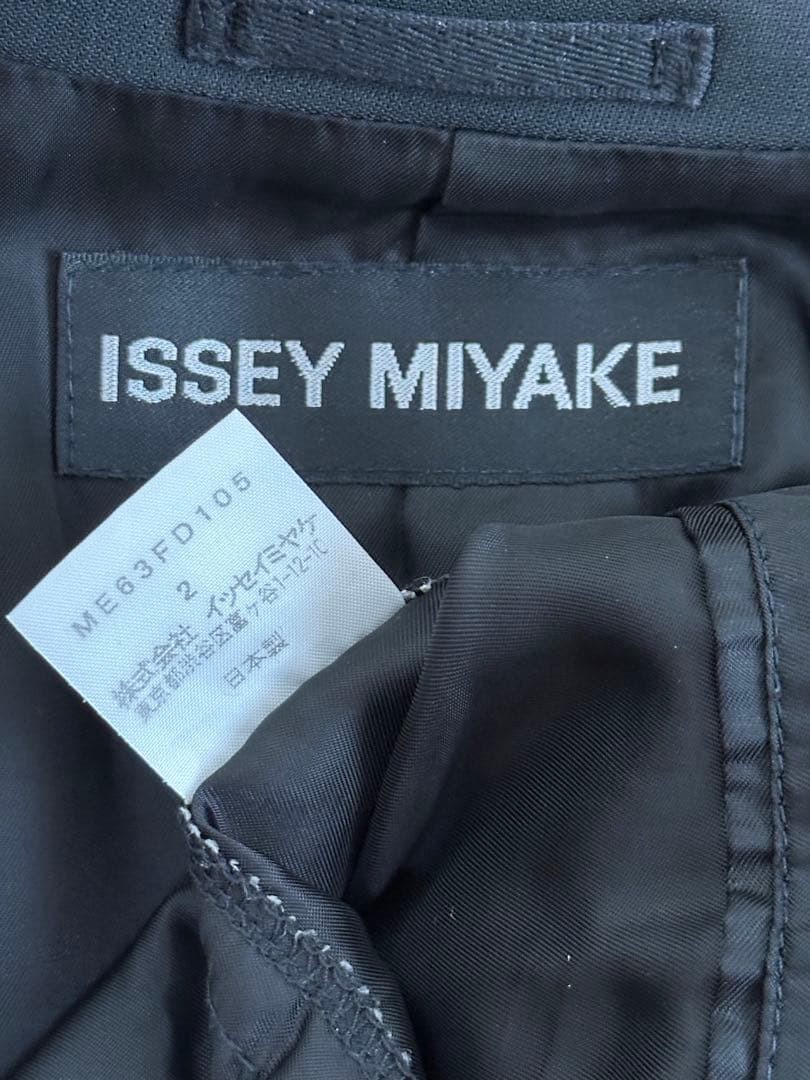 ISSEY MIYAKE
ME63FD105
2
株式会社 イッセイミヤケ
東京都渋谷区富ヶ谷1-12-10
日本製